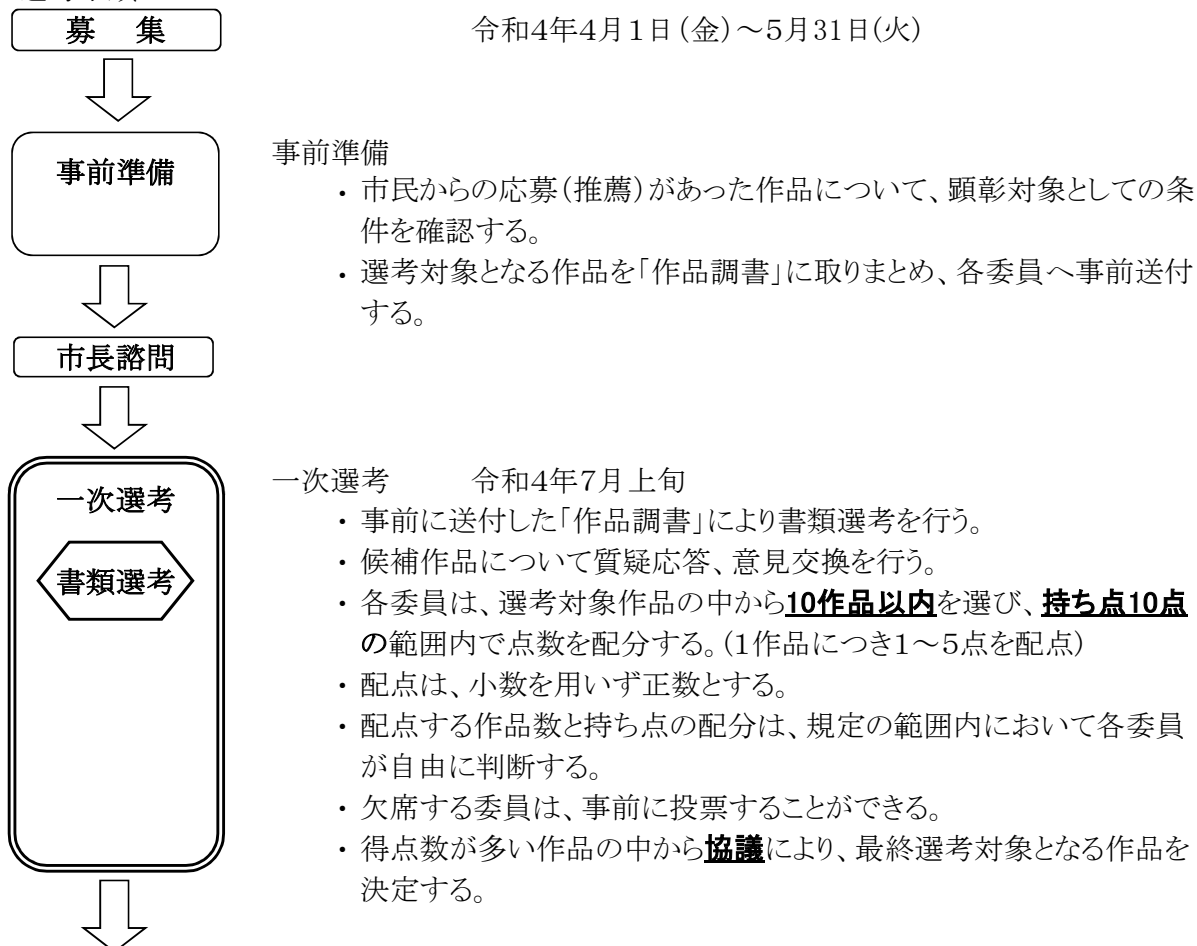 募　集
令和4年4月1日(金)～5月31日(火)
事前準備
事前準備
・市民からの応募(推薦)があった作品について、顕彰対象としての条
件を確認する。
・選考対象となる作品を「作品調書」に取りまとめ、各委員へ事前送付
する。
市長諮問
一次選考
書類選考
一次選考　　令和4年7月上旬
・事前に送付した「作品調書」により書類選考を行う。
・候補作品について質疑応答、意見交換を行う。
・各委員は、選考対象作品の中から10作品以内を選び、持ち点10点
の範囲内で点数を配分する。(1作品につき1～5点を配点)
・配点は、小数を用いず正数とする。
・配点する作品数と持ち点の配分は、規定の範囲内において各委員
が自由に判断する。
・欠席する委員は、事前に投票することができる。
・得点数が多い作品の中から協議により、最終選考対象となる作品を
決定する。